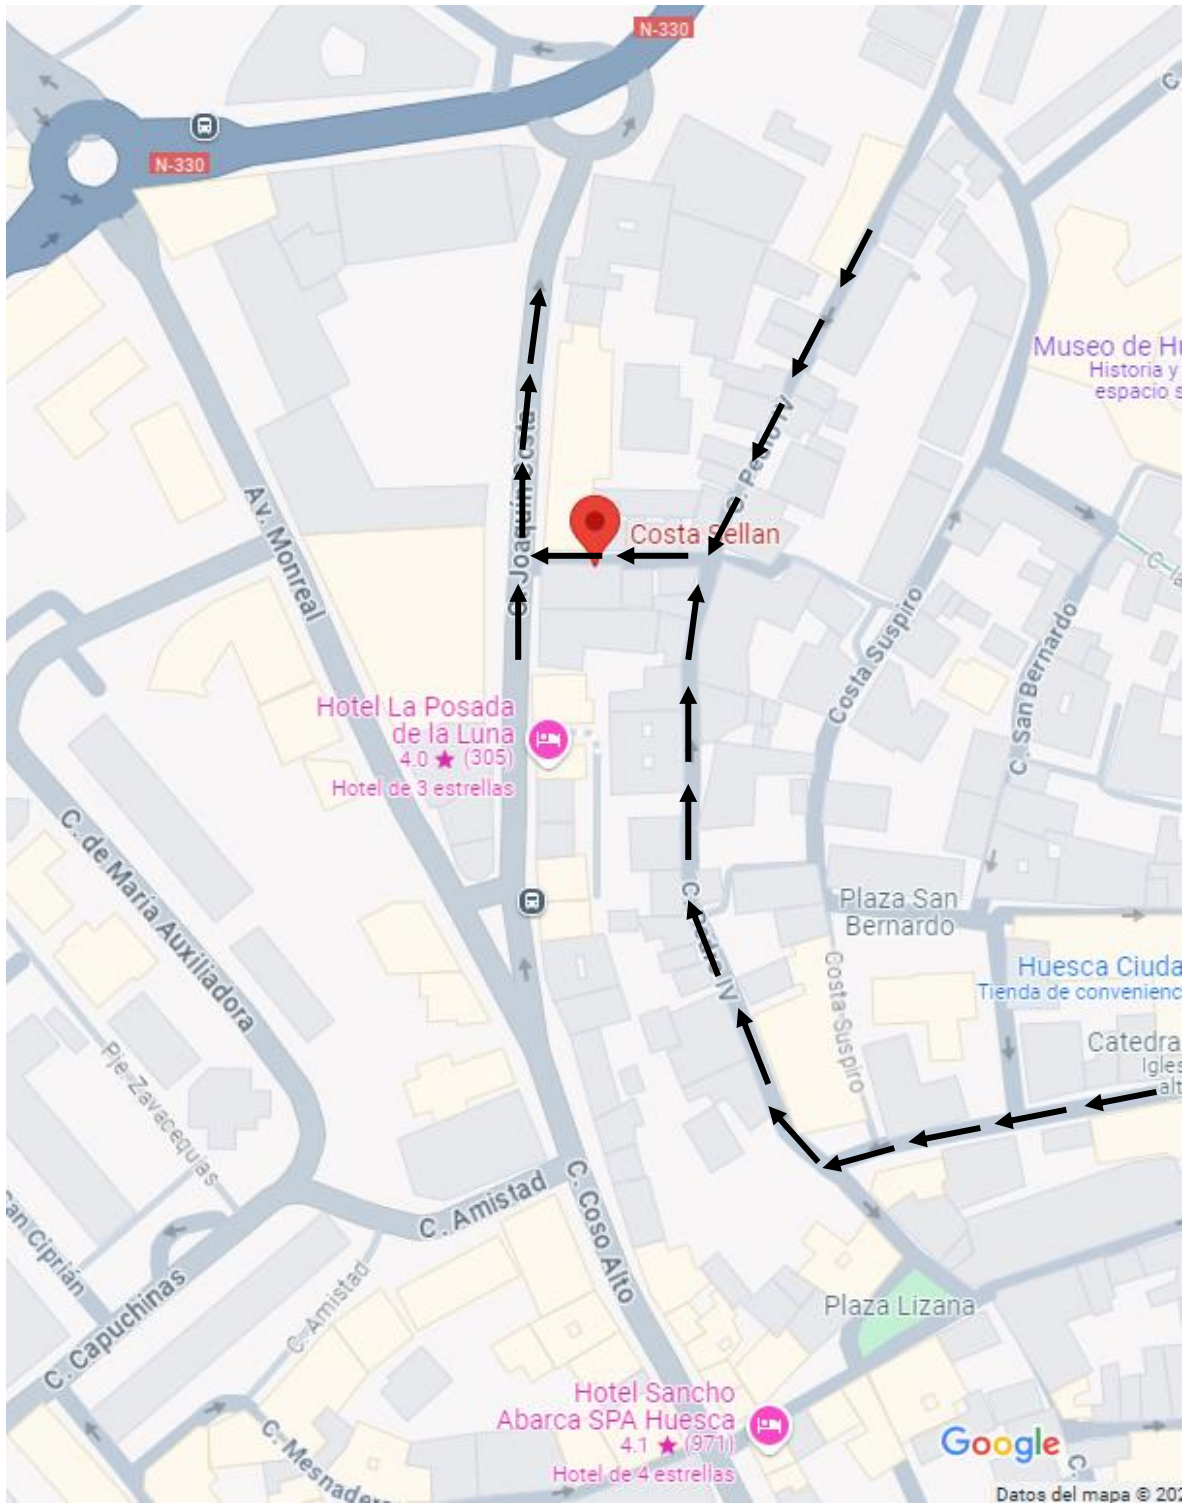 N-330
N-330
Museo de Hu
Historia y
espacio s
C. Joaquín Costa
C. Pedro IV
Costa Sellan
Av. Monreal
Costa Suspiro
C. San Bernardo
Hotel La Posada
de la Luna
4.0 ★ (305)
Hotel de 3 estrellas
C. de María Auxiliadora
Plaza San
Bernardo
C. Pedro IV
Costa Suspiro
Huesca Ciuda
Tienda de convenienc
Catedra
Igles
alt
Pje. Zavacequias
C. Amistad
C. Coso Alto
San Ciprián
C. Capuchinas
C. Amistad
Plaza Lizana
Hotel Sancho
Abarca SPA Huesca
4.1 ★ (971)
Hotel de 4 estrellas
C. Mesnadero
Google
C.
Datos del mapa © 202